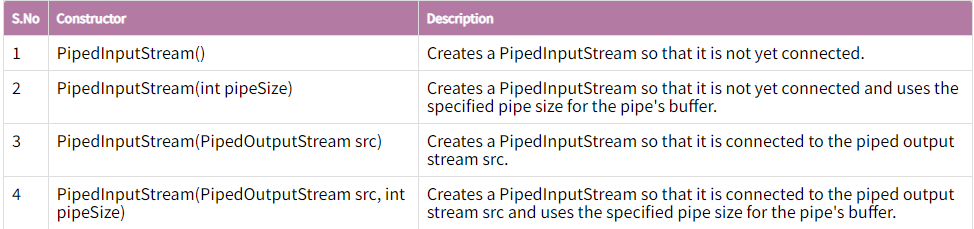 S.No Constructor Description
1 PipedInputStream() Creates a PipedInputStream so that it is not yet connected.
2 PipedInputStream(int pipeSize) Creates a PipedInputStream so that it is not yet connected and uses the
specified pipe size for the pipe's buffer.
3 PipedInputStream(PipedOutputStream src) Creates a PipedInputStream so that it is connected to the piped output
stream src.
4 PipedInputStream(PipedOutputStream src, int Creates a PipedInputStream so that it is connected to the piped output
pipeSize) stream src and uses the specified pipe size for the pipe's buffer.